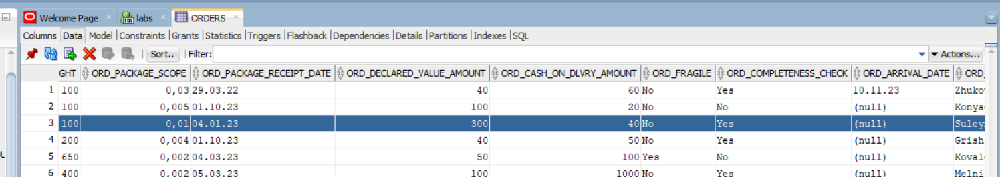 Welcome Page labs ORDERS
Columns Data Model Constraints Grants Statistics Triggers Flashback Dependencies Details Partitions Indexes SQL
Sort.. Filter: Actions...
GHT ORD_PACKAGE_SCOPE ORD_PACKAGE_RECEIPT_DATE ORD_DECLARED_VALUE_AMOUNT ORD_CASH_ON_DLVRY_AMOUNT ORD_FRAGILE ORD_COMPLETENESS_CHECK ORD_ARRIVAL_DATE ORD_
1 100 0,03 29.03.22 40 60 No Yes 10.11.23 Zhuko
2 100 0,005 01.10.23 100 20 No No (null) Konya
3 100 0,01 04.01.23 300 40 No Yes (null) Suley
4 200 0,004 01.10.23 40 50 No Yes (null) Grish
5 650 0,002 04.03.23 50 100 Yes No (null) Koval
6 400 0,002 05.03.23 100 1000 No Yes (null) Melni